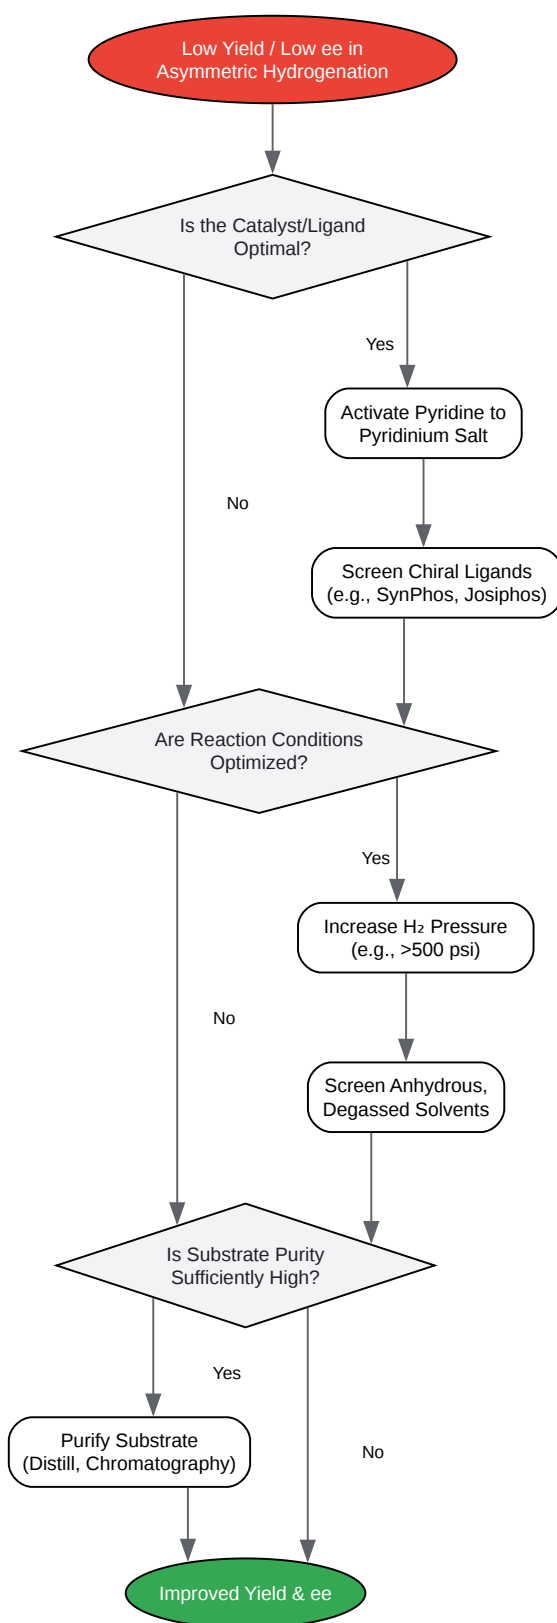 Low Yield / Low ee in
Asymmetric Hydrogenation
Is the Catalyst/Ligand
Optimal?
Yes
Activate Pyridine to
Pyridinium Salt
No
Screen Chiral Ligands
(e.g., SynPhos, Josiphos)
Are Reaction Conditions
Optimized?
Yes
Increase H₂ Pressure
(e.g., >500 psi)
No
Screen Anhydrous,
Degassed Solvents
Is Substrate Purity
Sufficiently High?
Yes
Purify Substrate
(Distill, Chromatography)
No
Improved Yield & ee